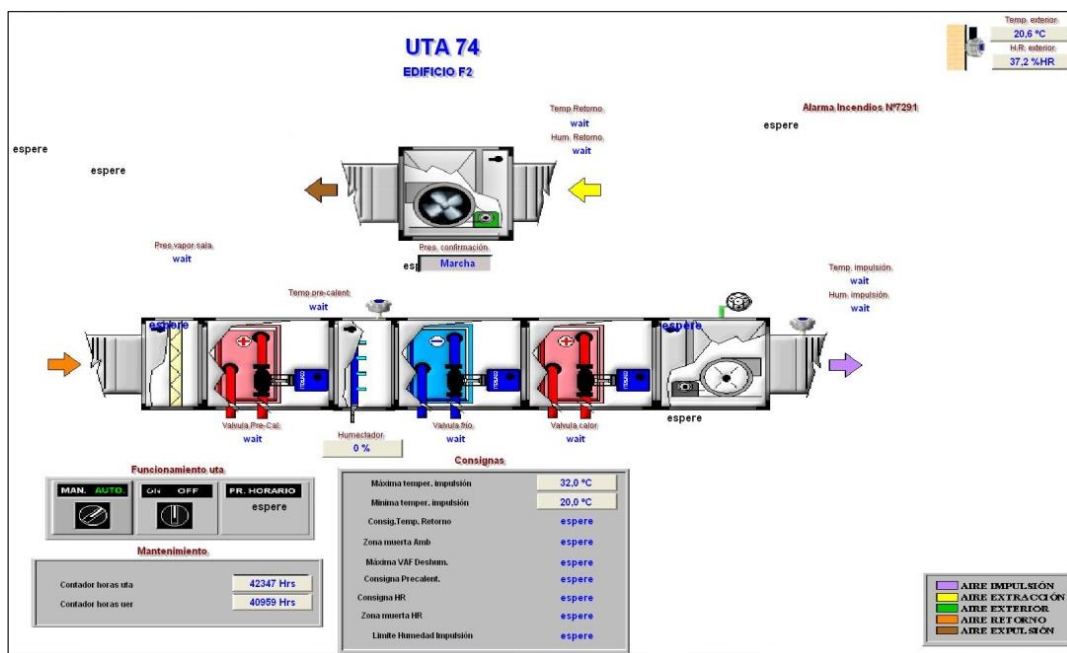 UTA 74
EDIFICIO F2
Temp. exterior
20,6 ºC
H.R. exterior
37,2 %HR
Alarma Incendios Nº7291
espere
Temp.Retorno.
wait
Hum. Retorno.
wait
espere
espere
Pres.vapor sala.
wait
Pres. confirmación.
Marcha
Temp. impulsión.
wait
Hum. impulsión.
wait
Temp pre-calent.
wait
espere
espere
espere
Valvula.Pre-Cal.
wait
Humectador.
0 %
Valvula.frio.
wait
Valvula.calor.
wait
Funcionamiento uta
MAN. AUTO.
ON OFF
PR. HORARIO
espere
Mantenimiento
Contador horas uta 42347 Hrs
Contador horas uer 40959 Hrs
Consignas
Máxima temper. impulsión 32,0 ºC
Minima temper. impulsión 20,0 ºC
Consig.Temp. Retorno espere
Zona muerta Amb espere
Máxima VAF Deshum. espere
Consigna Precalent. espere
Consigna HR espere
Zona muerta HR espere
Limite Humedad Impulsión espere
AIRE IMPULSIÓN
AIRE EXTRACCIÓN
AIRE EXTERIOR
AIRE RETORNO
AIRE EXPULSIÓN